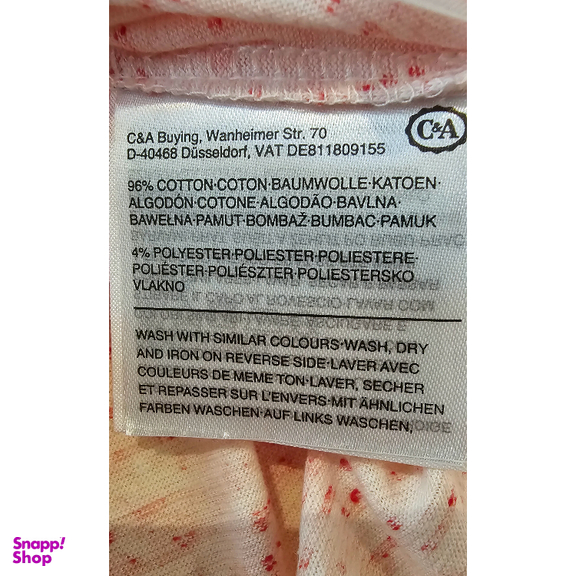 C&A
C&A Buying, Wanheimer Str. 70
D-40468 Düsseldorf, VAT DE811809155
96% COTTON·COTON·BAUMWOLLE·KATOEN·
ALGODÓN·COTONE·ALGODÃO·BAVLNA·
BAWEŁNA·PAMUT·BOMBAŽ·BUMBAC·PAMUK
4% POLYESTER·POLIESTER·POLIESTERE·
POLIÉSTER·POLIÉSZTER·POLIESTERSKO
VLAKNO
WASH WITH SIMILAR COLOURS·WASH, DRY
AND IRON ON REVERSE SIDE·LAVER AVEC
COULEURS DE MEME TON·LAVER, SECHER
ET REPASSER SUR L'ENVERS·MIT ÄHNLICHEN
FARBEN WASCHEN·AUF LINKS WASCHEN,
Snapp!
Shop